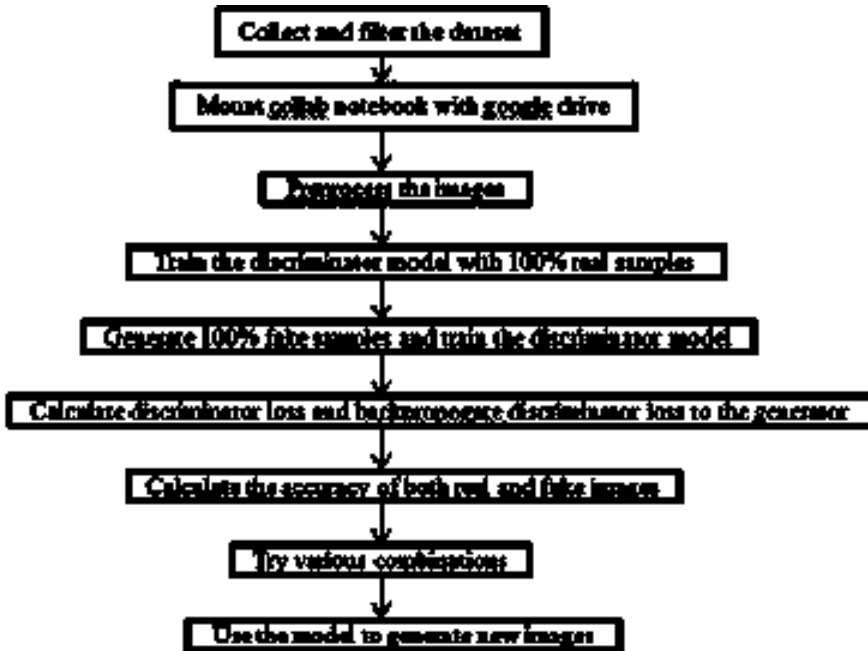 Collect and filter the dataset
Mount collab notebook with google drive
Preprocess the images
Train the discriminator model with 100% real samples
Generate 100% fake samples and train the discriminator model
Calculate discriminator loss and backpropogate discriminator loss to the generator
Calculate the accuracy of both real and fake images
Try various combinations
Use the model to generate new images